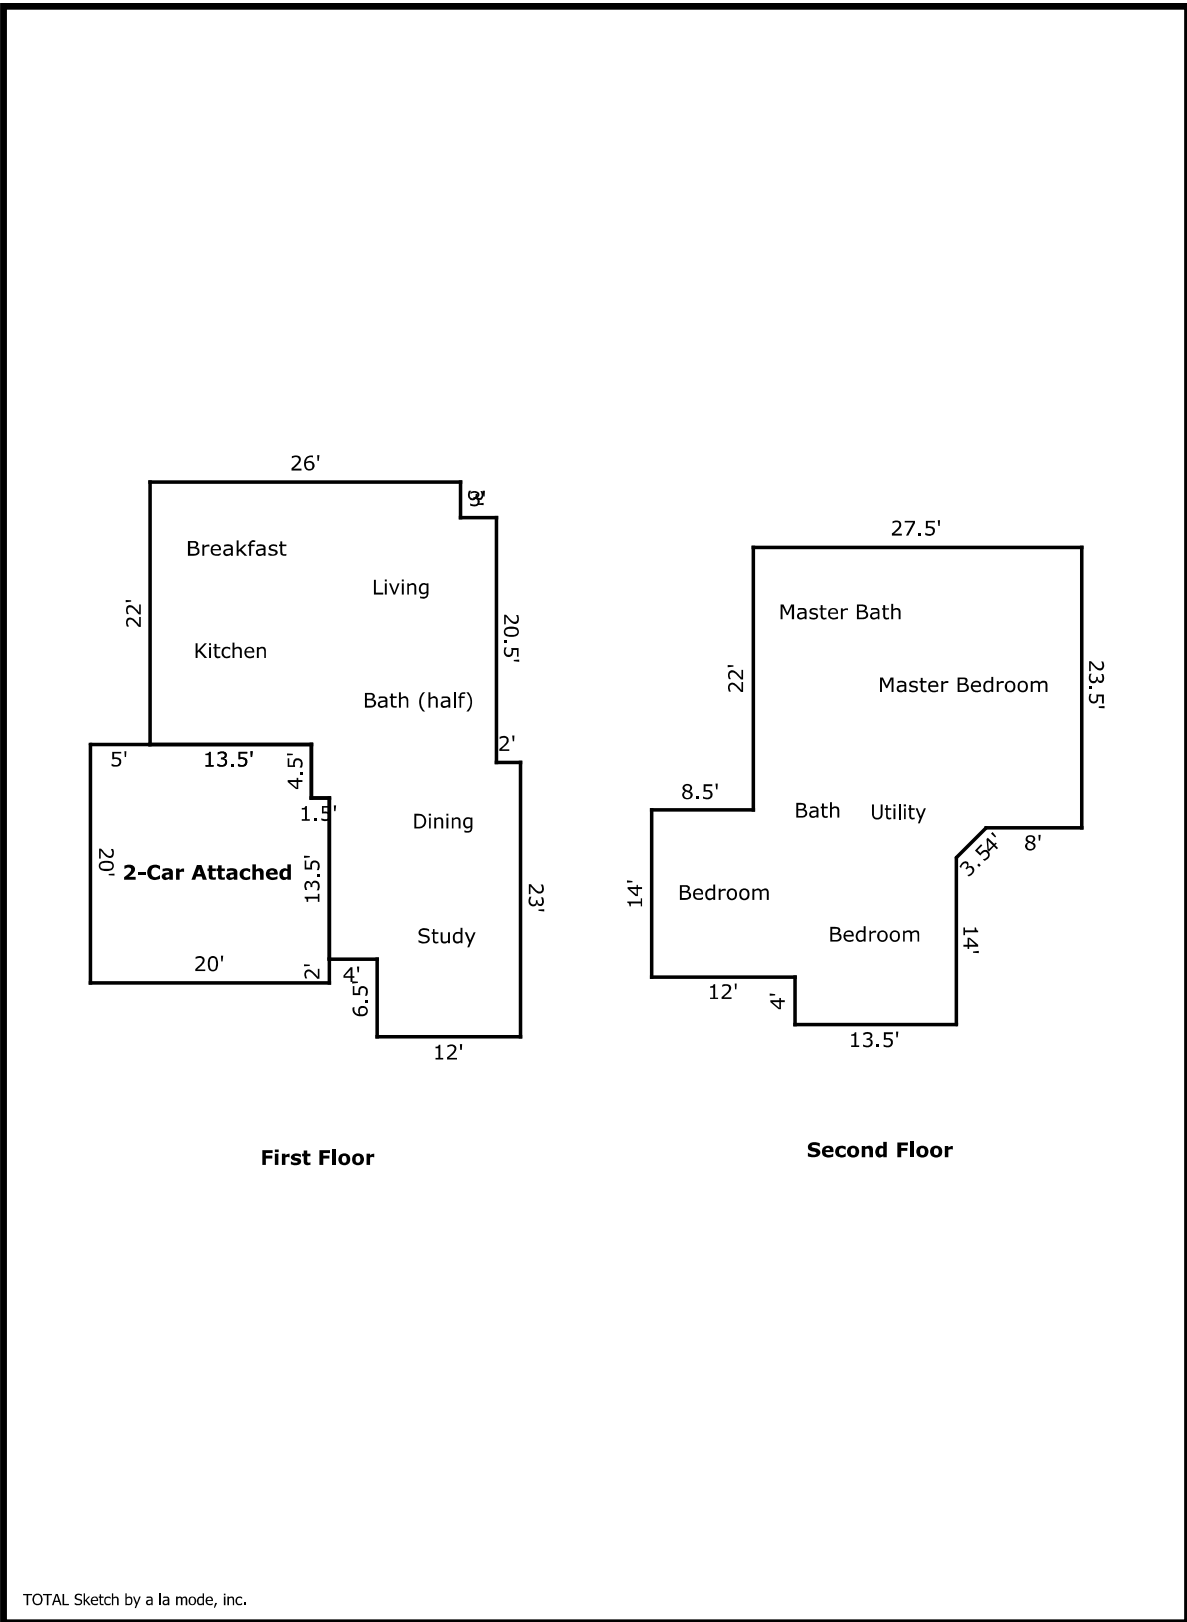 26'
3'
3'
Breakfast
Living
22'
20.5'
Kitchen
Bath (half)
2'
5'
13.5'
4.5'
1.5'
Dining
20'
2-Car Attached
13.5'
23'
Study
20'
2'
4'
6.5'
12'
First Floor
27.5'
Master Bath
22'
Master Bedroom
23.5'
8.5'
Bath
Utility
3.54'
8'
14'
Bedroom
Bedroom
14'
12'
4'
13.5'
Second Floor
TOTAL Sketch by a la mode, inc.